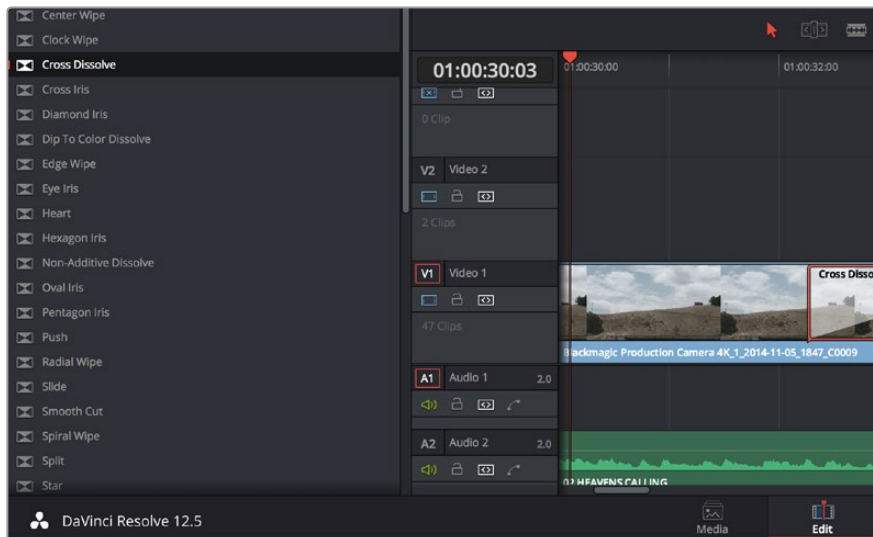 Center Wipe
Clock Wipe
Cross Dissolve
Cross Iris
Diamond Iris
Dip To Color Dissolve
Edge Wipe
Eye Iris
Heart
Hexagon Iris
Non-Additive Dissolve
Oval Iris
Pentagon Iris
Push
Radial Wipe
Slide
Smooth Cut
Spiral Wipe
Split
Star
01:00:30:03
01:00:30:00
01:00:32:00
0 Clip
V2 Video 2
2 Clips
V1 Video 1
47 Clips
Cross Disso
Blackmagic Production Camera 4K_1_2014-11-05_1847_C0009
A1 Audio 1 2.0
A2 Audio 2 2.0
02 HEAVENS CALLING
DaVinci Resolve 12.5
Media
Edit